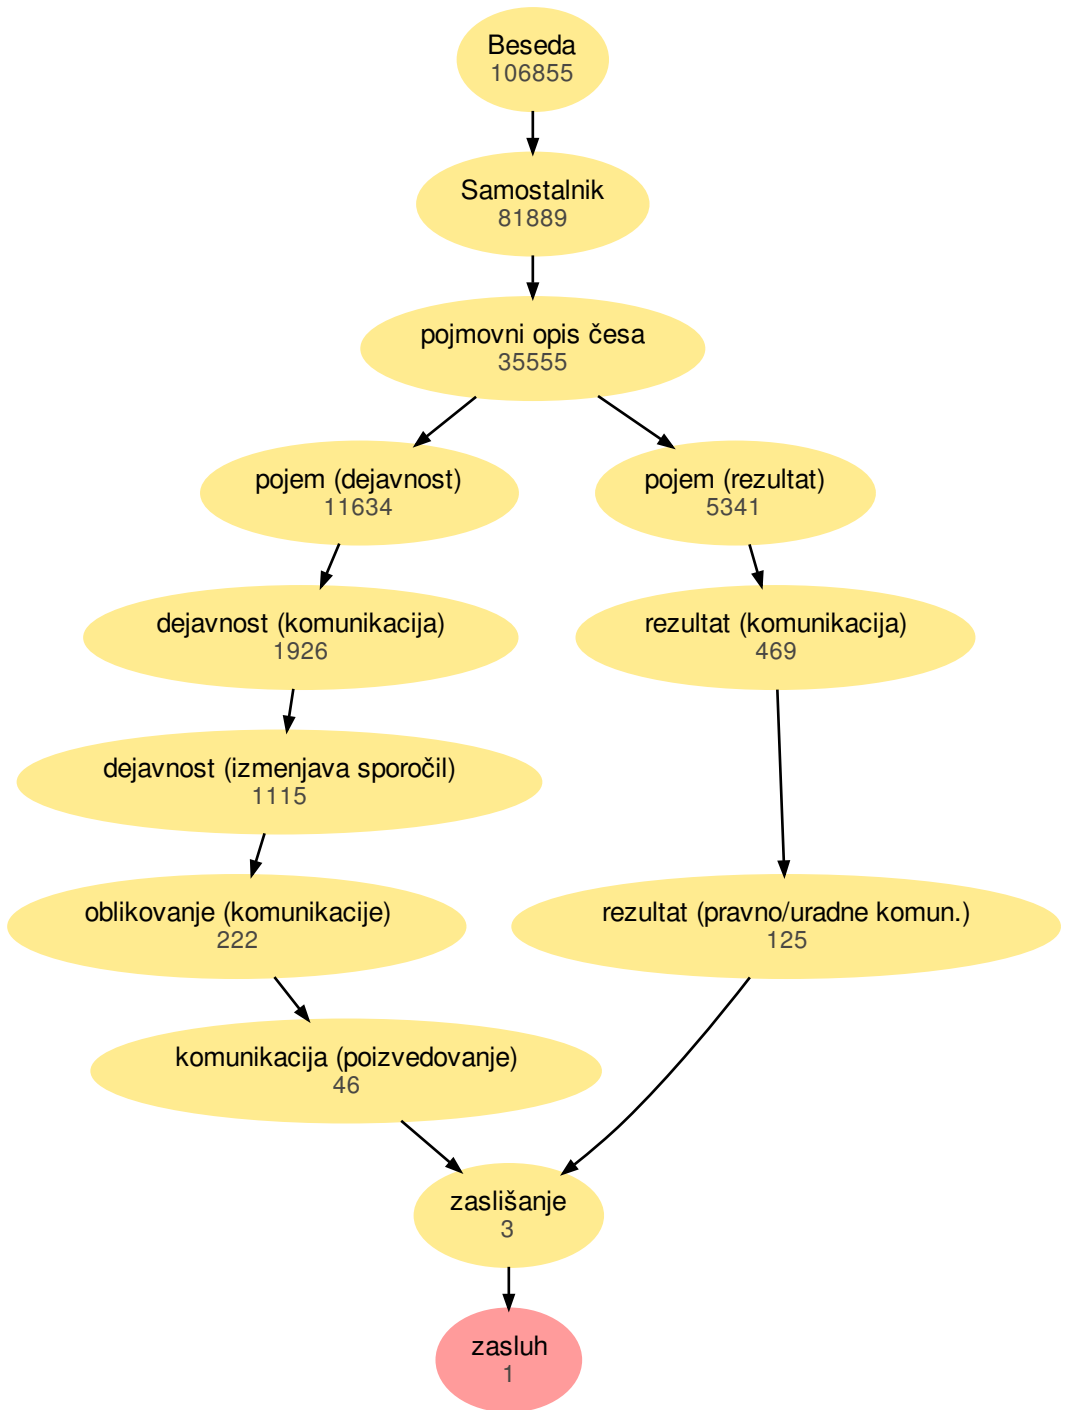 Beseda
106855
Samostalnik
81889
pojmovni opis česa
35555
pojem (dejavnost)
11634
pojem (rezultat)
5341
dejavnost (komunikacija)
1926
rezultat (komunikacija)
469
dejavnost (izmenjava sporočil)
1115
oblikovanje (komunikacije)
222
rezultat (pravno/uradne komun.)
125
komunikacija (poizvedovanje)
46
zaslišanje
3
zasluh
1